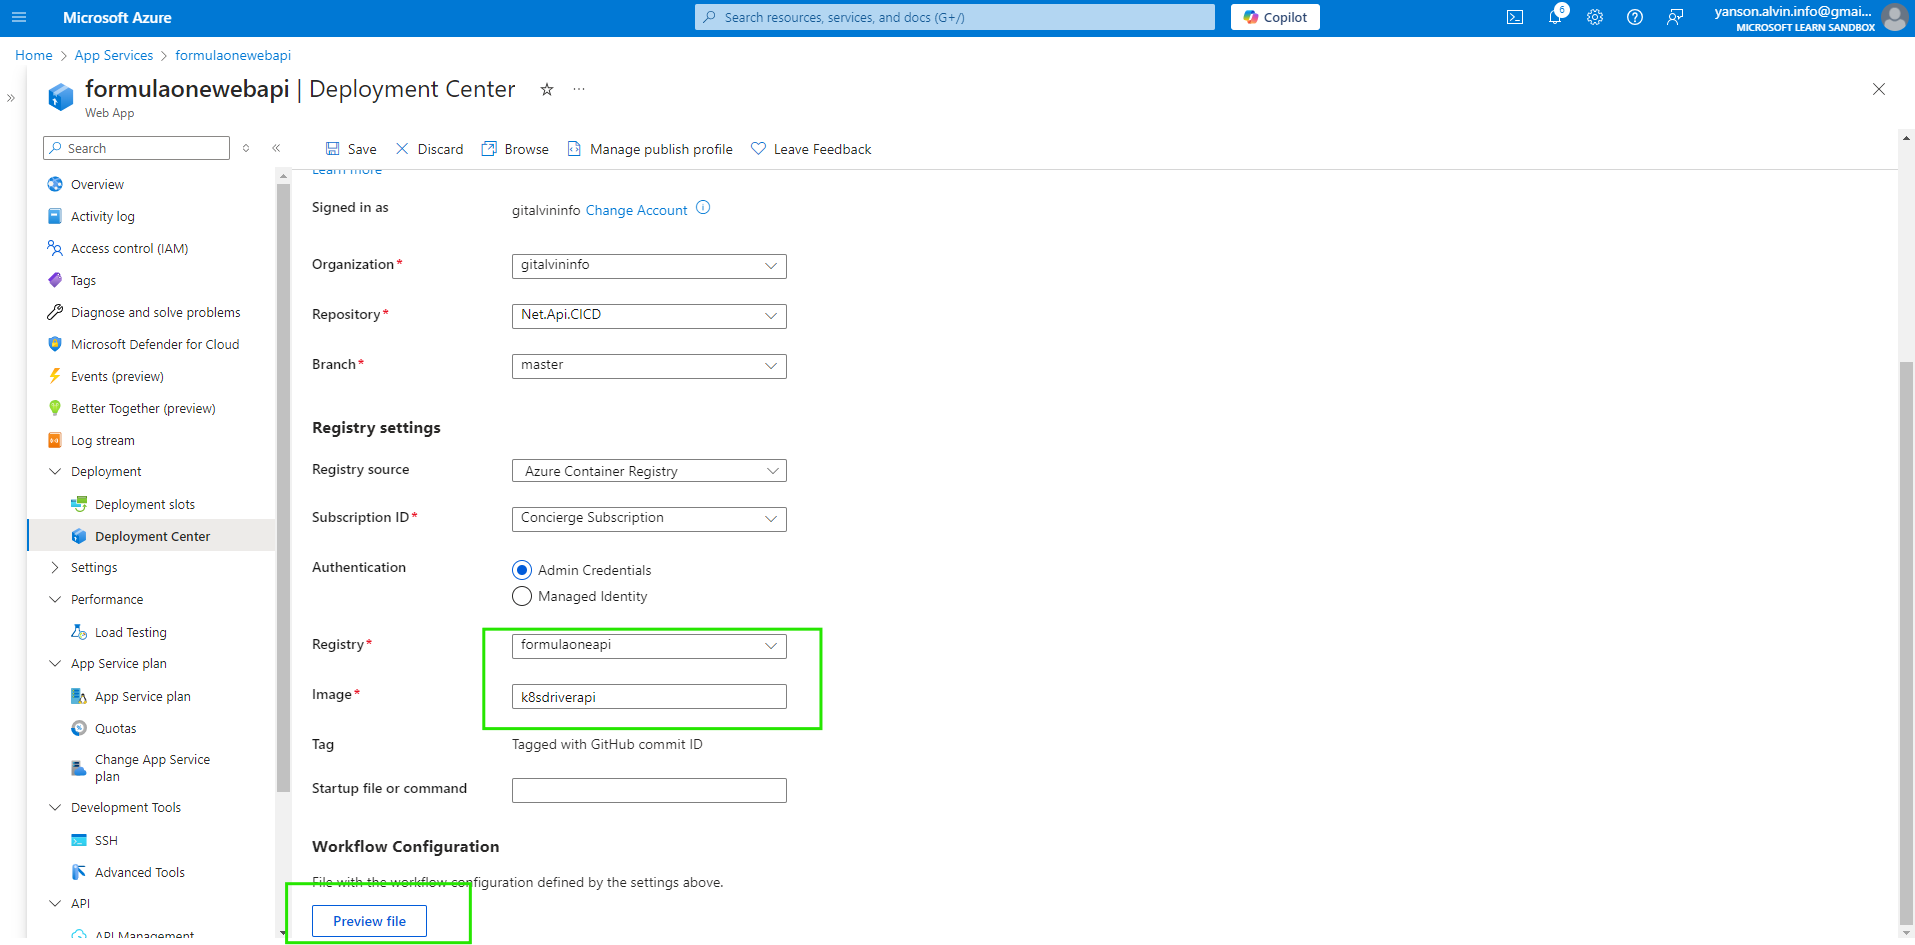 Microsoft Azure
Search resources, services, and docs (G+/)
Copilot
6
yanson.alvin.info@gmai...
MICROSOFT LEARN SANDBOX
Home > App Services > formulaonewebapi
formulaonewebapi | Deployment Center
Web App
Search
Save
Discard
Browse
Manage publish profile
Leave Feedback
Overview
Activity log
Access control (IAM)
Tags
Diagnose and solve problems
Microsoft Defender for Cloud
Events (preview)
Better Together (preview)
Log stream
Deployment
Deployment slots
Deployment Center
Settings
Performance
Load Testing
App Service plan
App Service plan
Quotas
Change App Service
plan
Development Tools
SSH
Advanced Tools
API
API Management
Learn more
Signed in as
gitalvininfo Change Account
Organization*
gitalvininfo
Repository*
Net.Api.CICD
Branch*
master
Registry settings
Registry source
Azure Container Registry
Subscription ID*
Concierge Subscription
Authentication
Admin Credentials
Managed Identity
Registry*
formulaoneapi
Image*
k8sdriverapi
Tag
Tagged with GitHub commit ID
Startup file or command
Workflow Configuration
File with the workflow configuration defined by the settings above.
Preview file